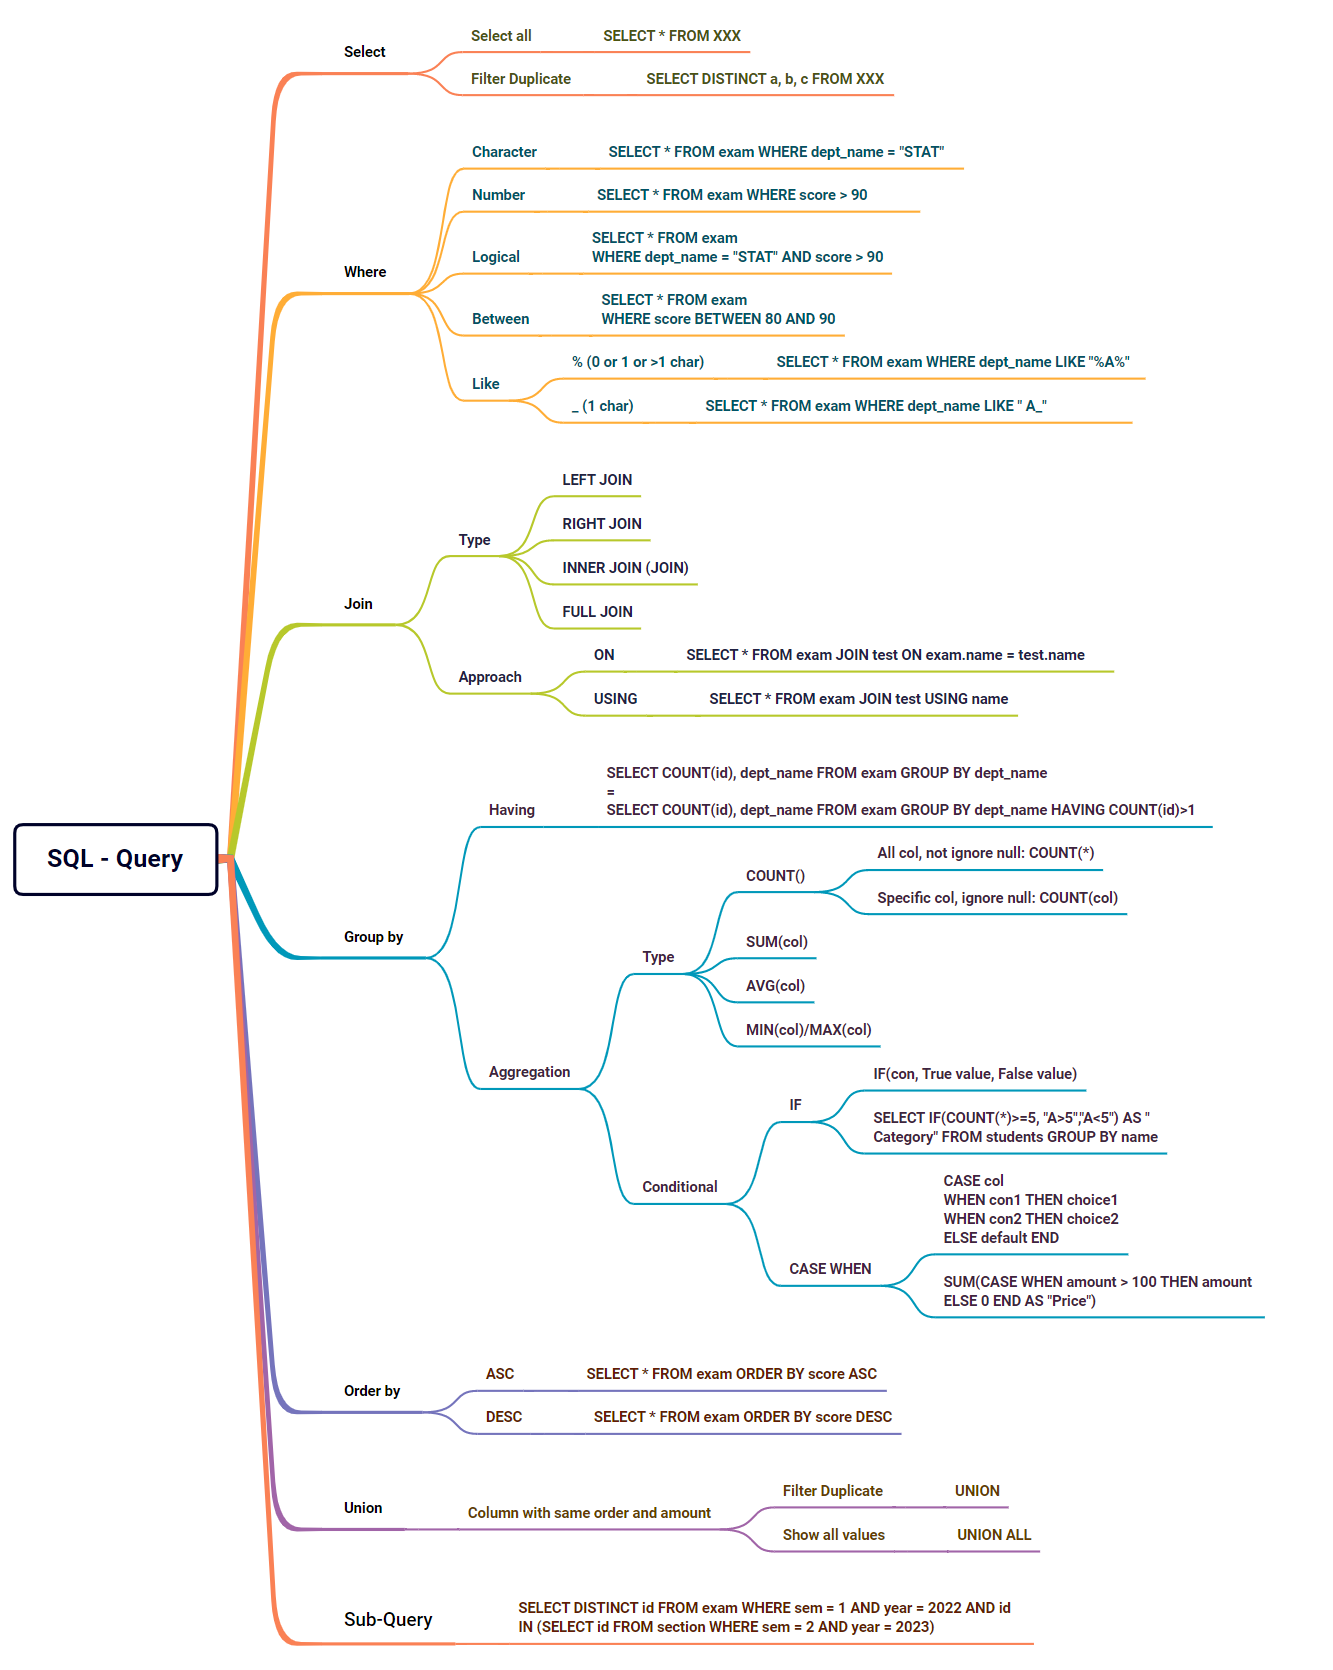 SQL - Query
Select
Select all
SELECT * FROM XXX
Filter Duplicate
SELECT DISTINCT a, b, c FROM XXX
Where
Character
SELECT * FROM exam WHERE dept_name = "STAT"
Number
SELECT * FROM exam WHERE score > 90
Logical
SELECT * FROM exam
WHERE dept_name = "STAT" AND score > 90
Between
SELECT * FROM exam
WHERE score BETWEEN 80 AND 90
Like
% (0 or 1 or >1 char)
SELECT * FROM exam WHERE dept_name LIKE "%A%"
_ (1 char)
SELECT * FROM exam WHERE dept_name LIKE " A_"
Join
Type
LEFT JOIN
RIGHT JOIN
INNER JOIN (JOIN)
FULL JOIN
Approach
ON
SELECT * FROM exam JOIN test ON exam.name = test.name
USING
SELECT * FROM exam JOIN test USING name
Group by
Having
SELECT COUNT(id), dept_name FROM exam GROUP BY dept_name
=
SELECT COUNT(id), dept_name FROM exam GROUP BY dept_name HAVING COUNT(id)>1
Aggregation
Type
COUNT()
All col, not ignore null: COUNT(*)
Specific col, ignore null: COUNT(col)
SUM(col)
AVG(col)
MIN(col)/MAX(col)
Conditional
IF
IF(con, True value, False value)
SELECT IF(COUNT(*)>=5, "A>5","A<5") AS "
Category" FROM students GROUP BY name
CASE WHEN
CASE col
WHEN con1 THEN choice1
WHEN con2 THEN choice2
ELSE default END
SUM(CASE WHEN amount > 100 THEN amount
ELSE 0 END AS "Price")
Order by
ASC
SELECT * FROM exam ORDER BY score ASC
DESC
SELECT * FROM exam ORDER BY score DESC
Union
Column with same order and amount
Filter Duplicate
UNION
Show all values
UNION ALL
Sub-Query
SELECT DISTINCT id FROM exam WHERE sem = 1 AND year = 2022 AND id
IN (SELECT id FROM section WHERE sem = 2 AND year = 2023)